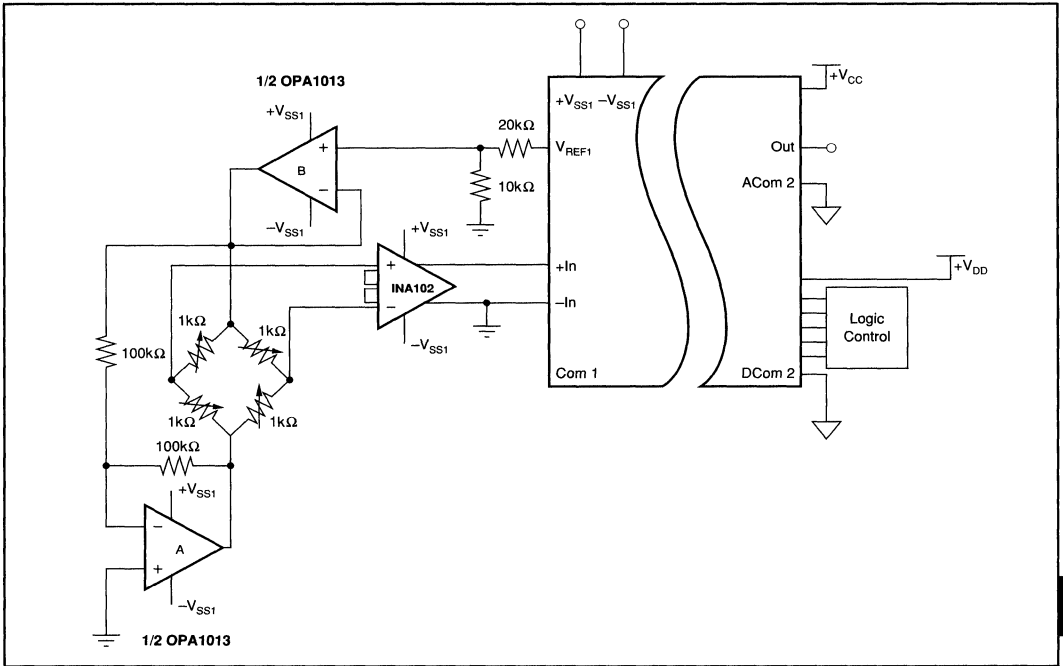 1/2 OPA1013
+VSS1
B
+
−
−VSS1
20kΩ
10kΩ
+VSS1 −VSS1
VREF1
+In
−In
Com 1
+VCC
Out
ACom 2
+VDD
Logic
Control
DCom 2
+VSS1
+
INA102
−
−VSS1
1kΩ
1kΩ
100kΩ
1kΩ
1kΩ
100kΩ
+VSS1
−
A
+
−VSS1
1/2 OPA1013